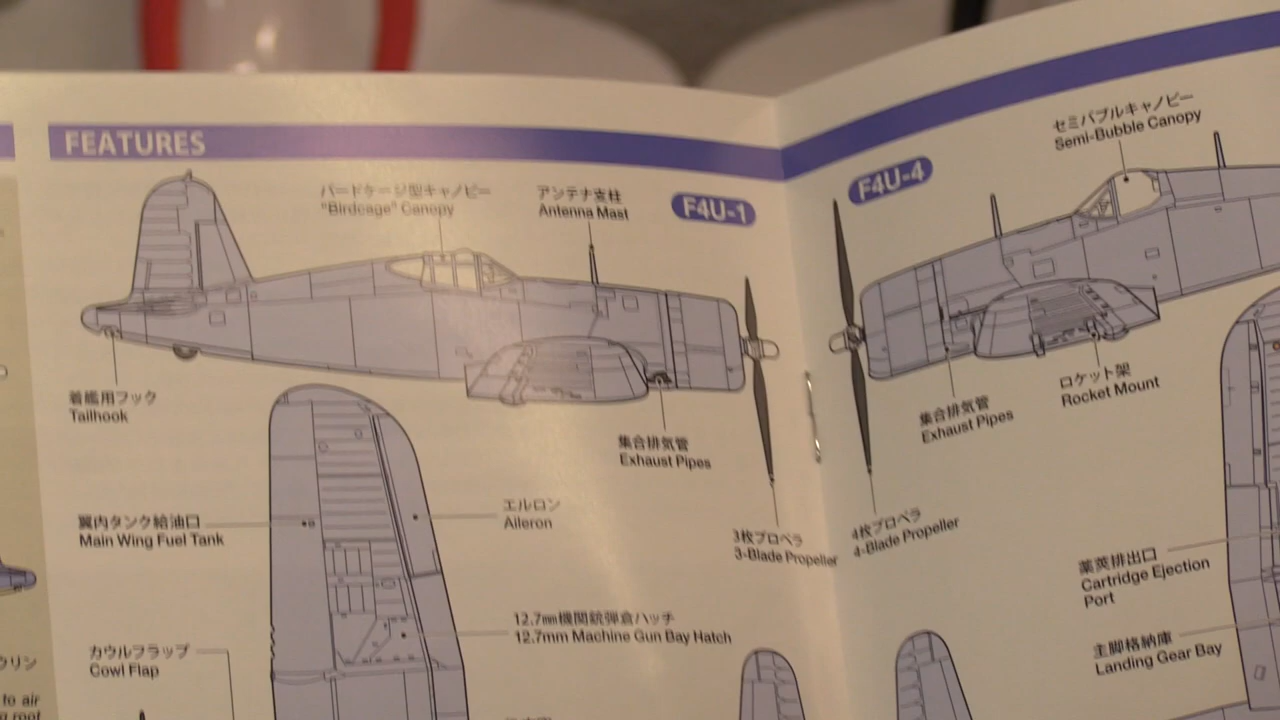 FEATURES
バードケージ型キャノピー
"Birdcage" Canopy
アンテナ支柱
Antenna Mast
F4U-1
着艦用フック
Tailhook
集合排気管
Exhaust Pipes
翼内タンク給油口
Main Wing Fuel Tank
エルロン
Aileron
3枚プロペラ
3-Blade Propeller
12.7mm機関銃弾倉ハッチ
12.7mm Machine Gun Bay Hatch
カウルフラップ
Cowl Flap
クリン
to air
root
F4U-4
セミバブルキャノピー
Semi-Bubble Canopy
ロケット架
Rocket Mount
集合排気管
Exhaust Pipes
4枚プロペラ
4-Blade Propeller
薬莢排出口
Cartridge Ejection
Port
主脚格納庫
Landing Gear Bay